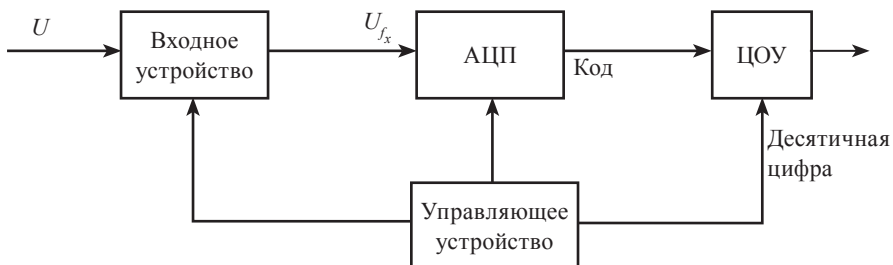 U
Входное
устройство
U_{f_x}
АЦП
Код
ЦОУ
Десятичная
цифра
Управляющее
устройство